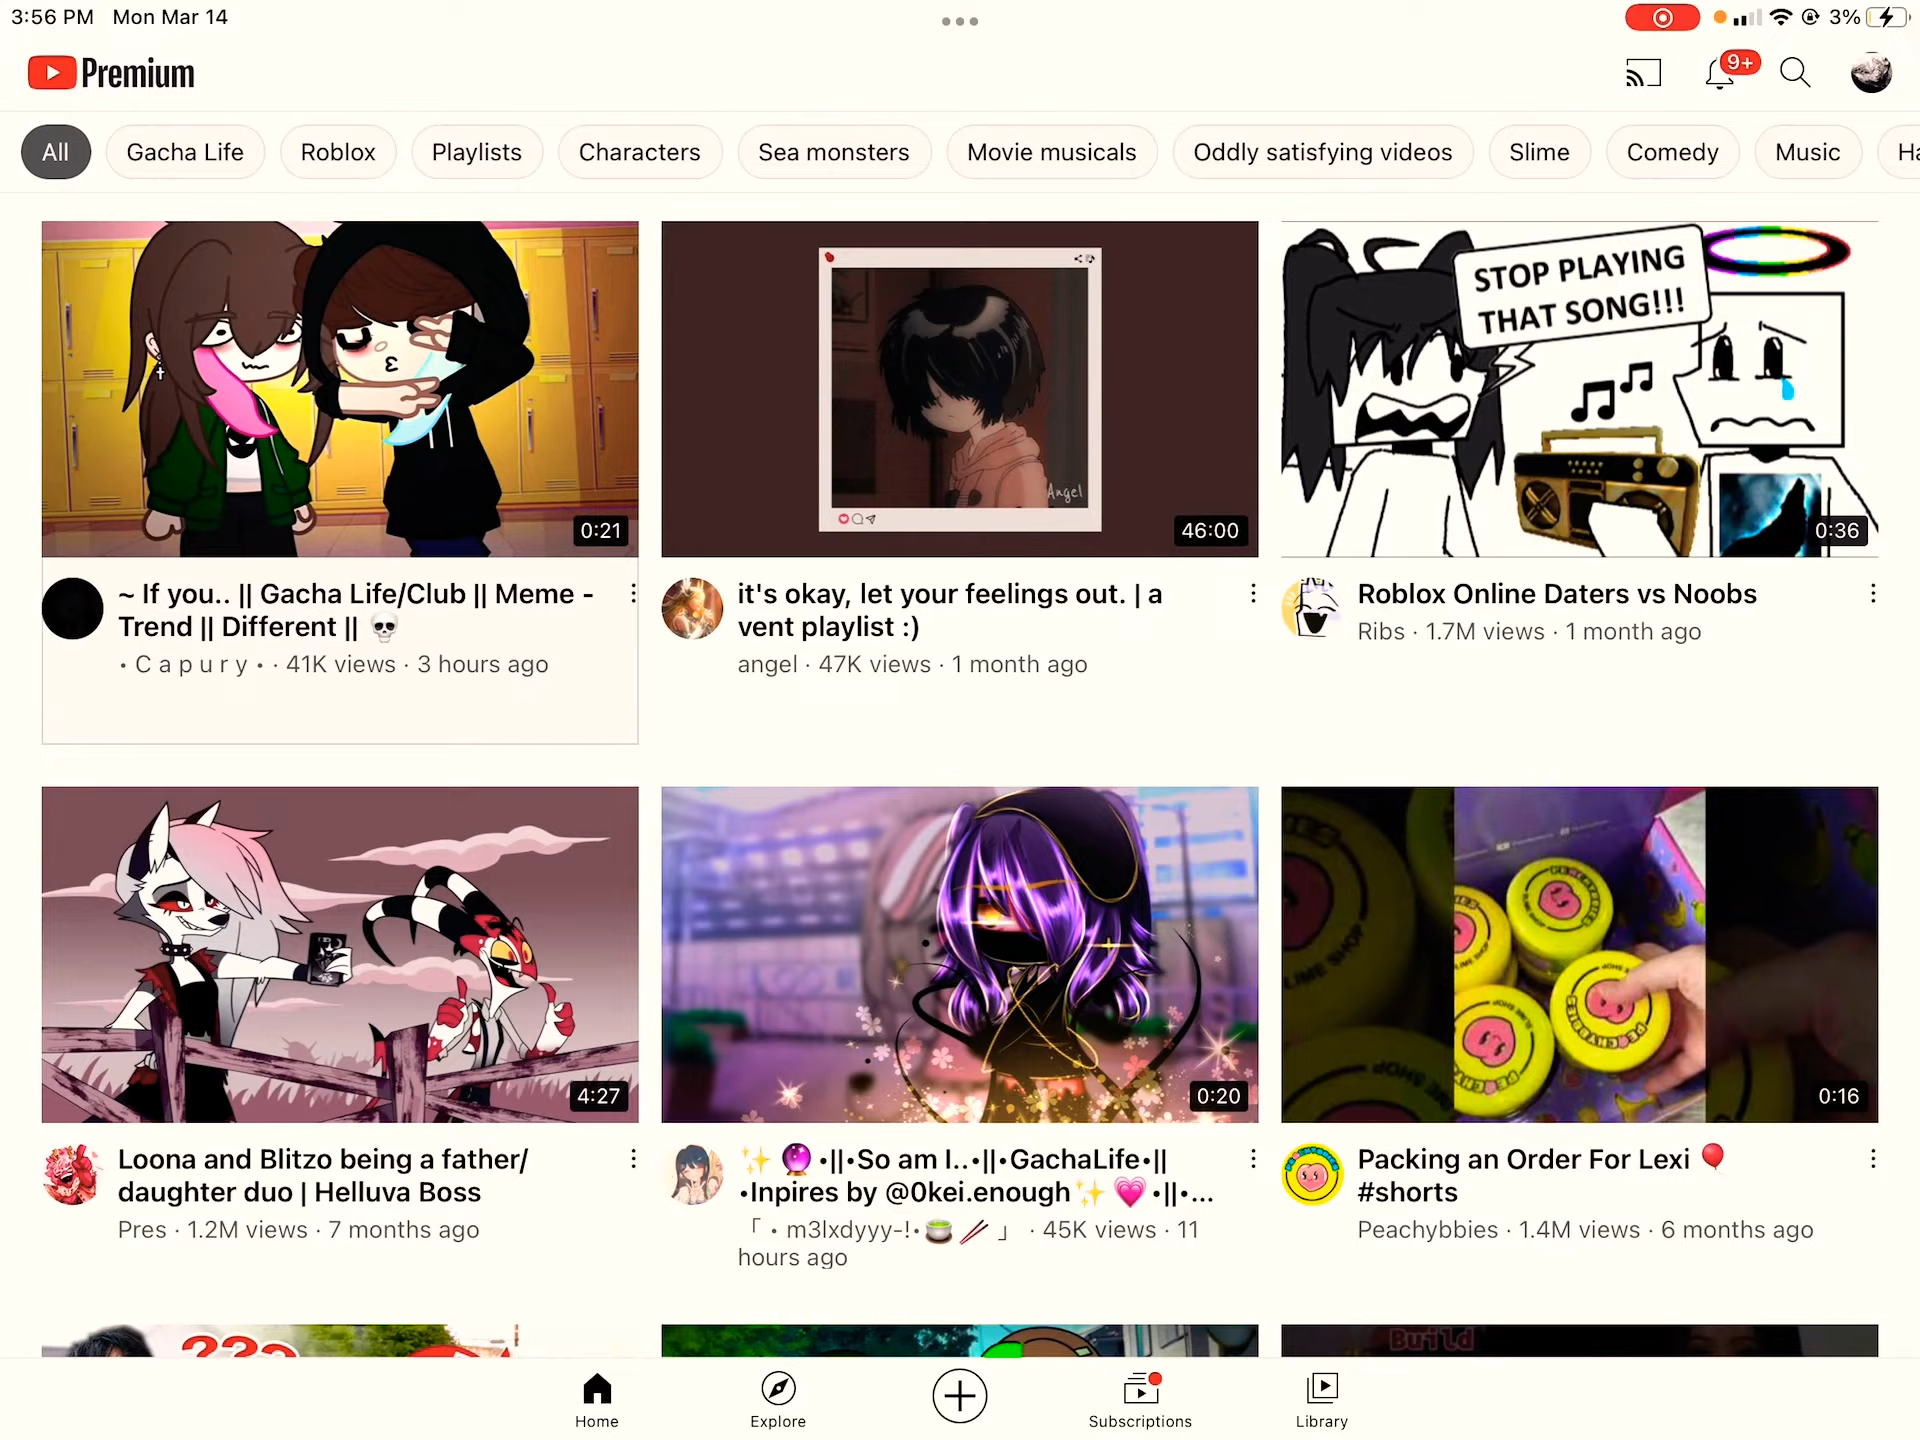 3:56 PM Mon Mar 14
3%
Premium
9+
All
Gacha Life
Roblox
Playlists
Characters
Sea monsters
Movie musicals
Oddly satisfying videos
Slime
Comedy
Music
Ha
Angel
STOP PLAYING
THAT SONG!!!
0:21
46:00
0:36
~ If you.. || Gacha Life/Club || Meme -
Trend || Different || 💀
• C a p u r y • · 41K views · 3 hours ago
it's okay, let your feelings out. | a
vent playlist :)
angel · 47K views · 1 month ago
Roblox Online Daters vs Noobs
Ribs · 1.7M views · 1 month ago
PEACHYBBIES
SLIME SHOP
4:27
0:20
0:16
Loona and Blitzo being a father/
daughter duo | Helluva Boss
Pres · 1.2M views · 7 months ago
✨ 🔮 •||•So am I..•||•GachaLife•||
•Inpires by @0kei.enough✨ 💗 •||•...
「 • m3lxdyyy-!•🍵 🥢 」 · 45K views · 11
hours ago
Packing an Order For Lexi 🎈
#shorts
Peachybbies · 1.4M views · 6 months ago
???
Build
Home
Explore
Subscriptions
Library